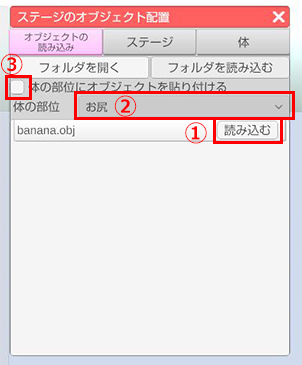 ステージのオブジェクト配置 ×
オブジェクトの
読み込み
ステージ
体
フォルダを開く
フォルダを読み込む
③
体の部位にオブジェクトを貼り付ける
体の部位
お尻
②
banana.obj
①
読み込む